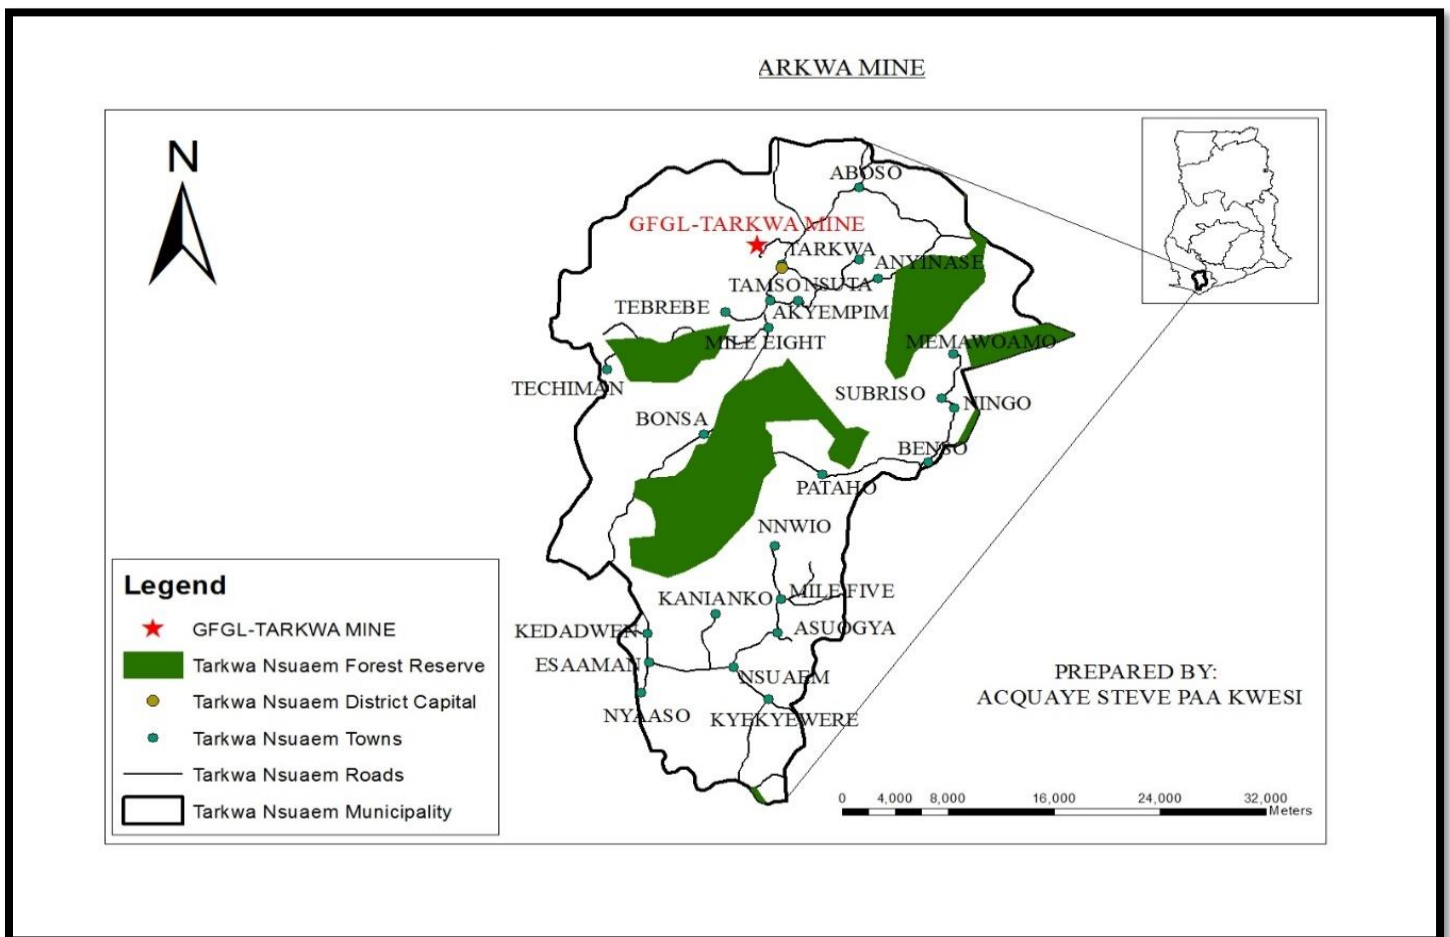 ARKWA MINE
N
ABOSO
GFGL-TARKWA MINE
TARKWA
ANYINASE
TAMSO
NSUTA
TEBREBE
AKYEMPIM
MILE EIGHT
MEMAWOAMO
TECHIMAN
SUBRISO
NINGO
BONSA
BENSO
PATAHO
NNWIO
KANIANKO
MILE FIVE
KEDADWEN
ASUOGYA
ESAAMAN
NSUAEM
NYAASO
KYEKYEWERE
Legend
GFGL-TARKWA MINE
Tarkwa Nsuaem Forest Reserve
Tarkwa Nsuaem District Capital
Tarkwa Nsuaem Towns
Tarkwa Nsuaem Roads
Tarkwa Nsuaem Municipality
PREPARED BY:
ACQUAYE STEVE PAA KWESI
0 4,000 8,000 16,000 24,000 32,000
Meters